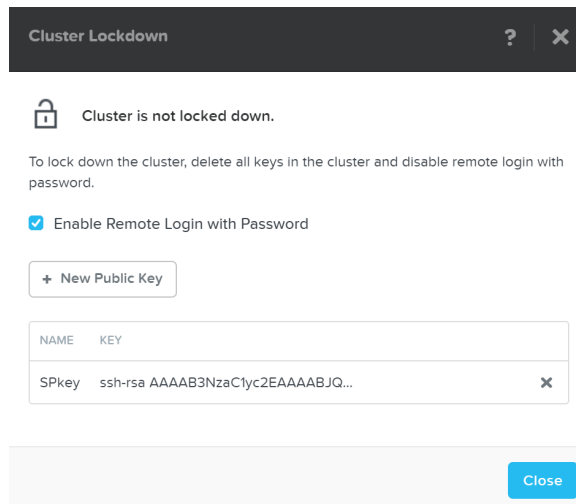 Cluster Lockdown ?
Cluster is not locked down.
To lock down the cluster, delete all keys in the cluster and disable remote login with
password.
Enable Remote Login with Password
+ New Public Key
NAME KEY
SPkey ssh-rsa AAAAB3NzaC1yc2EAAAABJQ...
Close